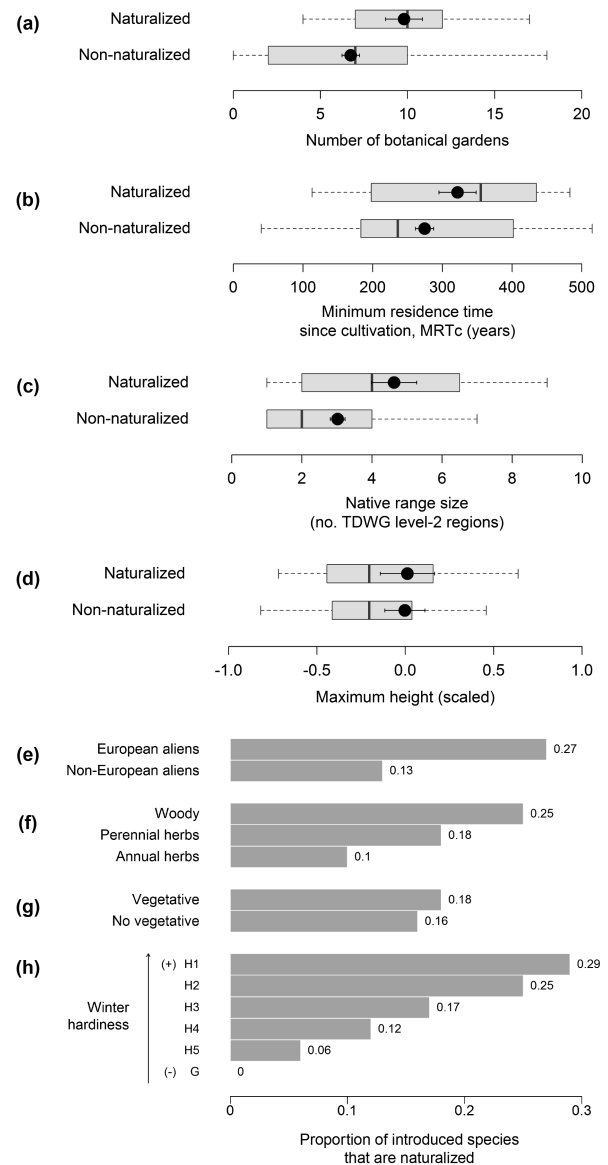 (a)
Naturalized
Non-naturalized
0 5 10 15 20
Number of botanical gardens
(b)
Naturalized
Non-naturalized
0 100 200 300 400 500
Minimum residence time
since cultivation, MRTc (years)
(c)
Naturalized
Non-naturalized
0 2 4 6 8 10
Native range size
(no. TDWG level-2 regions)
(d)
Naturalized
Non-naturalized
-1.0 -0.5 0.0 0.5 1.0
Maximum height (scaled)
(e)
European aliens 0.27
Non-European aliens 0.13
(f)
Woody 0.25
Perennial herbs 0.18
Annual herbs 0.1
(g)
Vegetative 0.18
No vegetative 0.16
(h)
Winter
hardiness
(+) H1 0.29
H2 0.25
H3 0.17
H4 0.12
H5 0.06
(-) G 0
0 0.1 0.2 0.3
Proportion of introduced species
that are naturalized